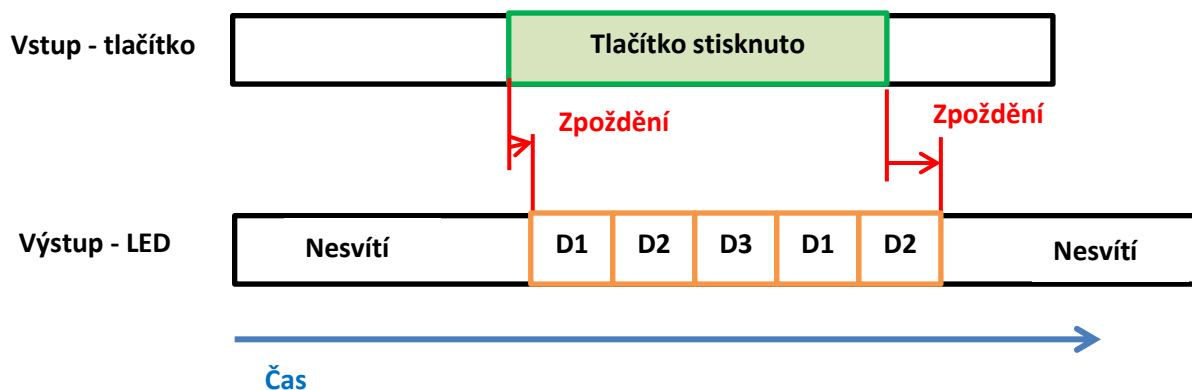 Vstup - tlačítko
Tlačítko stisknuto
Zpoždění
Zpoždění
Výstup - LED
Nesvítí
D1
D2
D3
D1
D2
Nesvítí
Čas